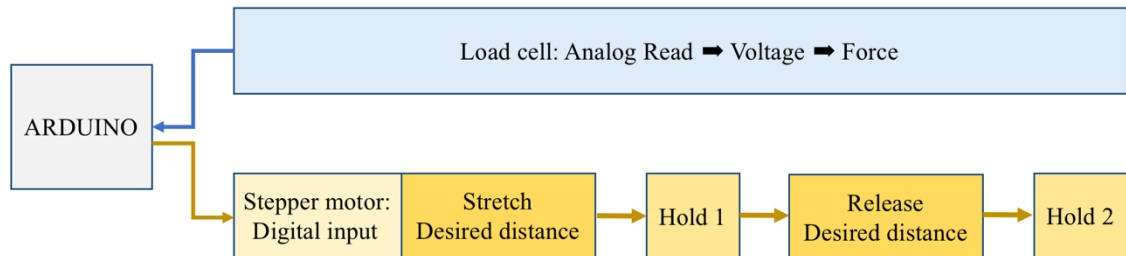 Load cell: Analog Read ➡ Voltage ➡ Force
ARDUINO
Stepper motor:
Digital input
Stretch
Desired distance
Hold 1
Release
Desired distance
Hold 2